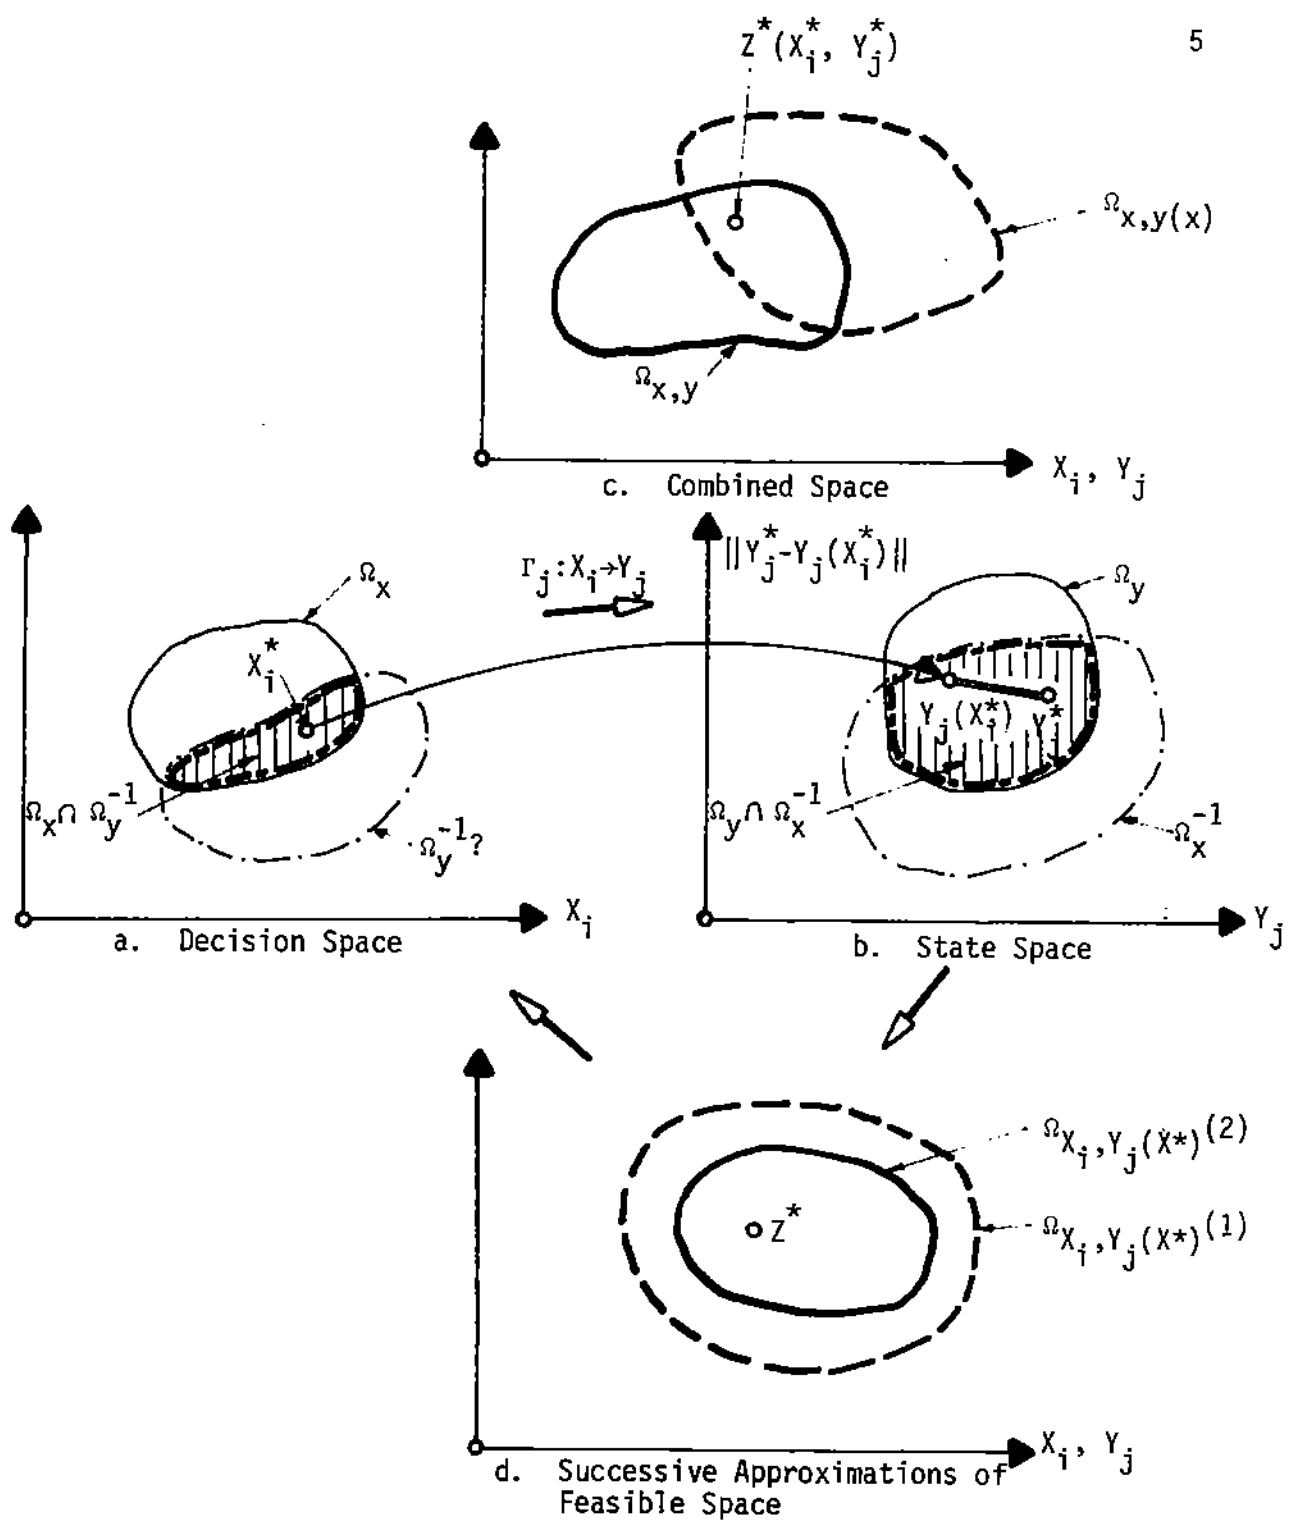 5
Z*(X*i, Y*j)
Ωx,y(x)
Ωx,y
Xi, Yj
c. Combined Space
Γj:Xi→Yj
||Y*j-Yj(X*i)||
Ωx
Ωy
X*i
Yj(X*i) Y*j
Ωx∩ Ωy^-1
Ωy^-1?
Ωy∩ Ωx^-1
Ωx^-1
Xi
Yj
a. Decision Space
b. State Space
ΩXi,Yj(X*)(2)
Z*
ΩXi,Yj(X*)(1)
Xi, Yj
d. Successive Approximations of
Feasible Space